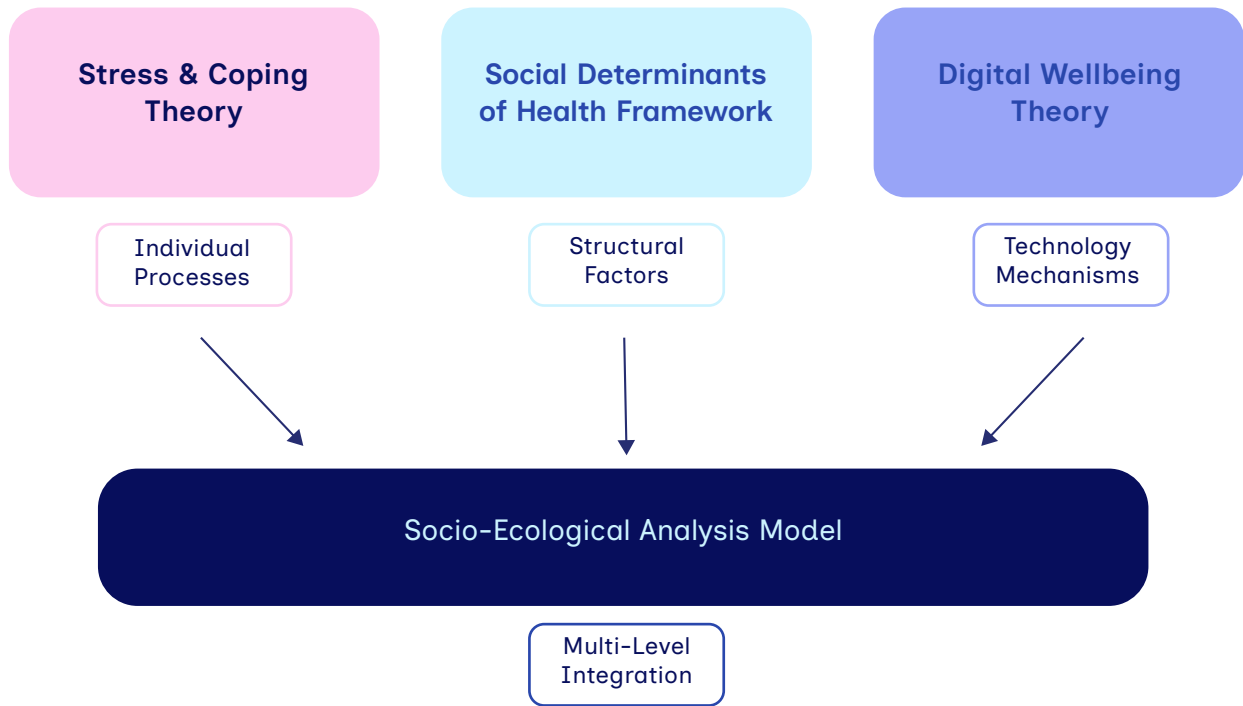 Stress & Coping
Theory
Social Determinants
of Health Framework
Digital Wellbeing
Theory
Individual
Processes
Structural
Factors
Technology
Mechanisms
Socio-Ecological Analysis Model
Multi-Level
Integration